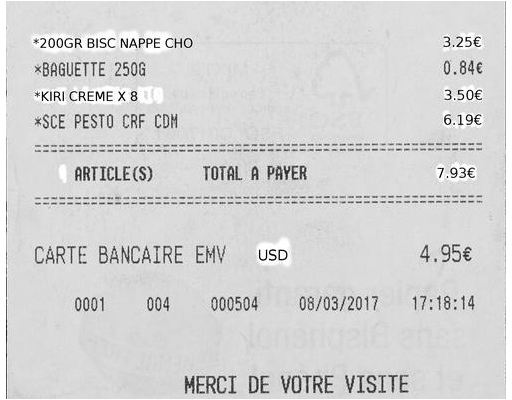 *200GR BISC NAPPE CHO 3.25€
*BAGUETTE 250G 0.84€
*KIRI CREME X 8 3.50€
*SCE PESTO CRF CDM 6.19€
ARTICLE(S) TOTAL A PAYER 7.93€
CARTE BANCAIRE EMV USD 4.95€
0001 004 000504 08/03/2017 17:18:14
MERCI DE VOTRE VISITE